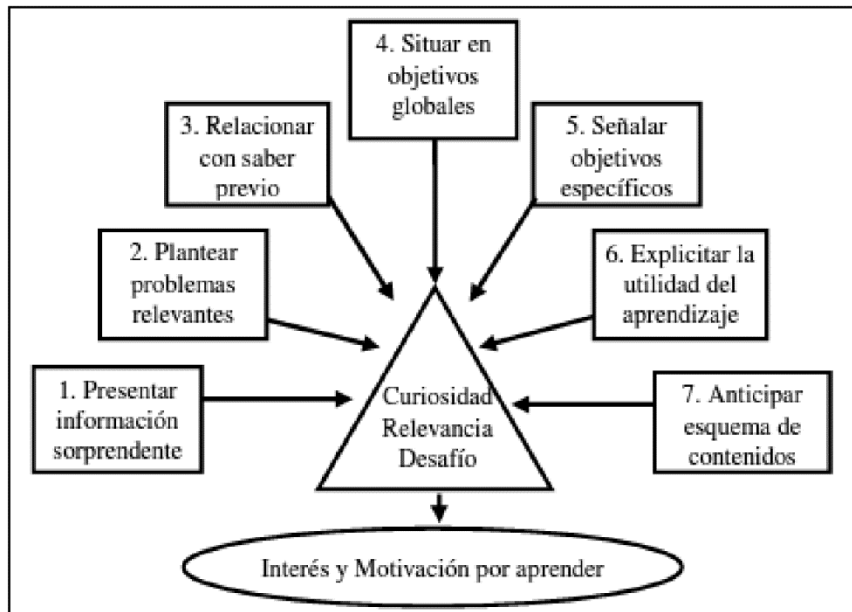 4. Situar en
objetivos
globales
3. Relacionar
con saber
previo
5. Señalar
objetivos
específicos
2. Plantear
problemas
relevantes
6. Explicitar la
utilidad del
aprendizaje
1. Presentar
información
sorprendente
Curiosidad
Relevancia
Desafío
7. Anticipar
esquema de
contenidos
Interés y Motivación por aprender